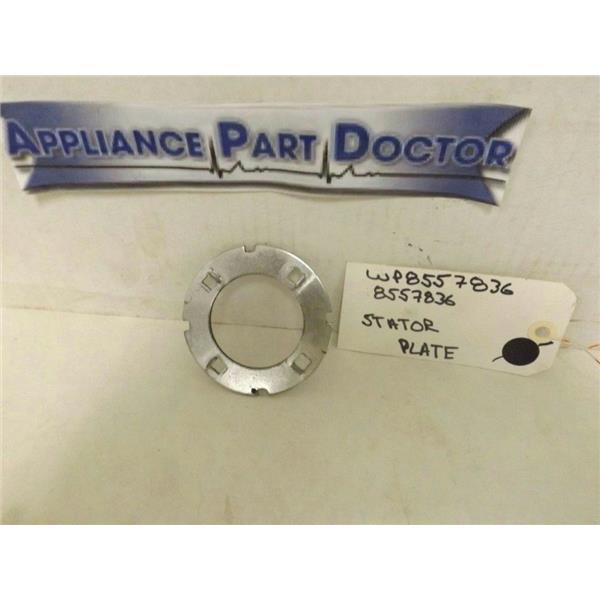 APPLIANCE PART DOCTOR
WP8557836
8557836
STATOR
PLATE